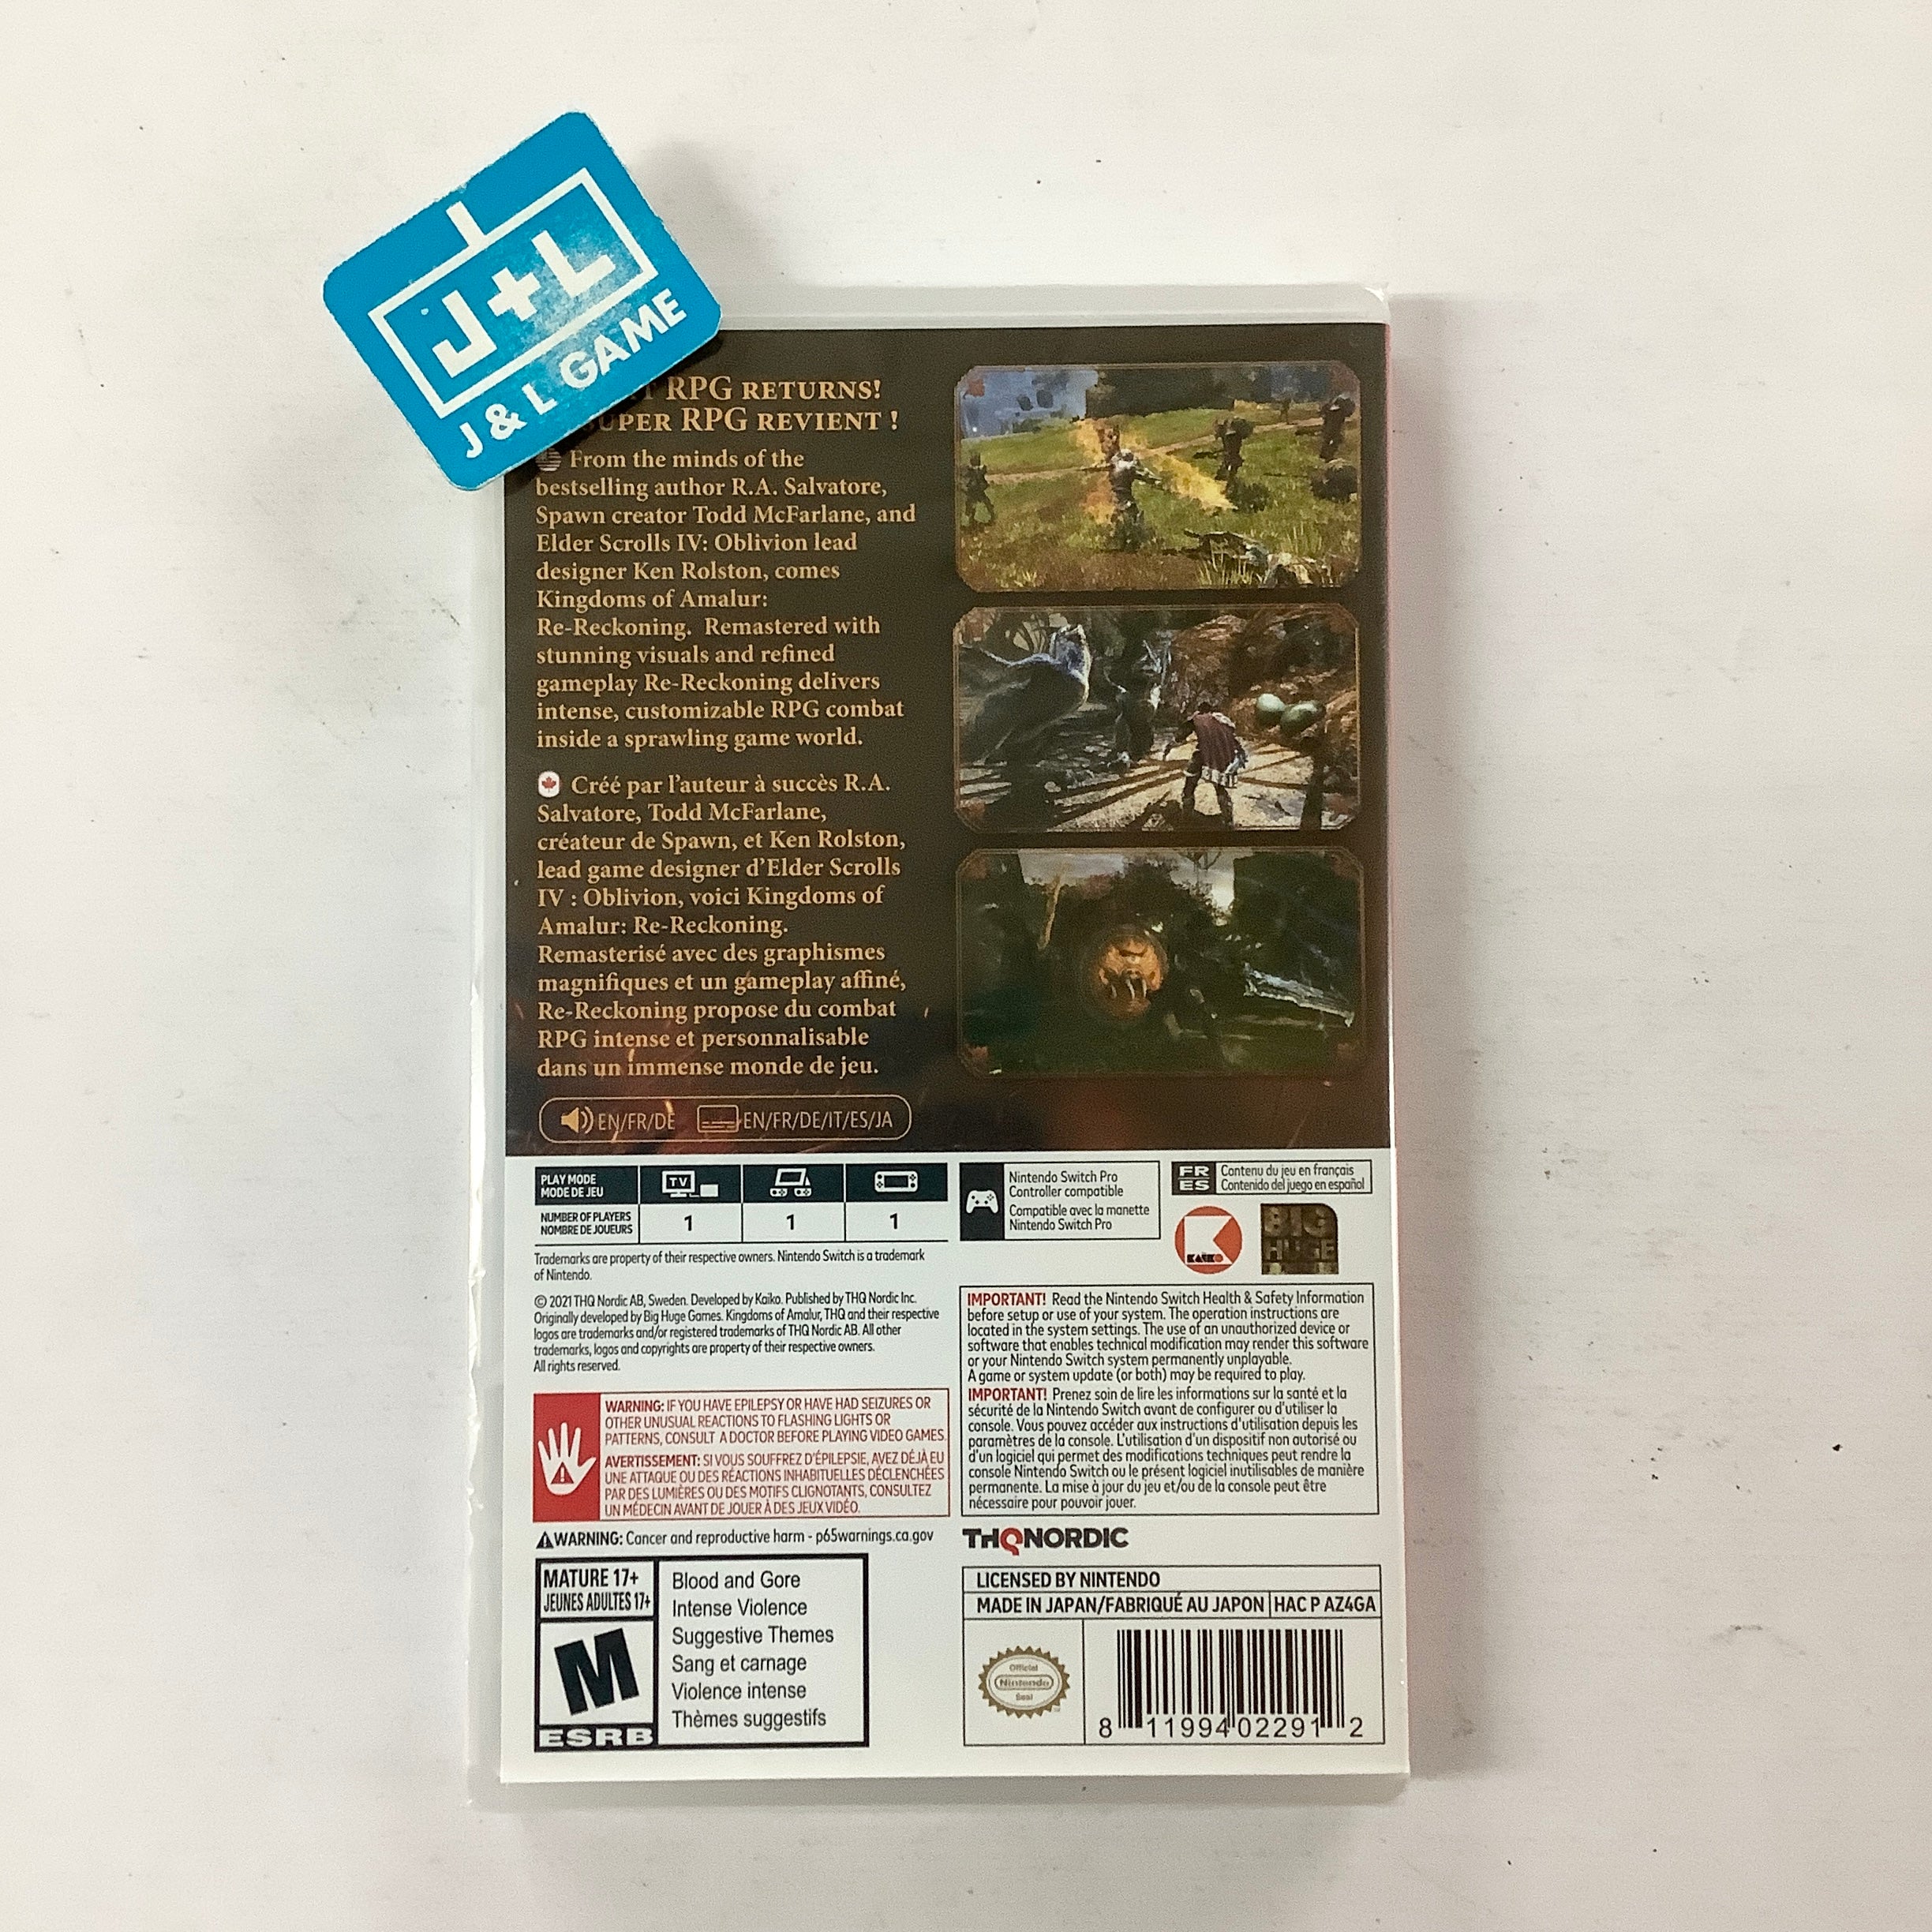 J+L
J & L GAME
RPG RETURNS!
SUPER RPG REVIENT !
From the minds of the
bestselling author R.A. Salvatore,
Spawn creator Todd McFarlane, and
Elder Scrolls IV: Oblivion lead
designer Ken Rolston, comes
Kingdoms of Amalur:
Re-Reckoning. Remastered with
stunning visuals and refined
gameplay Re-Reckoning delivers
intense, customizable RPG combat
inside a sprawling game world.
Créé par l'auteur à succès R.A.
Salvatore, Todd McFarlane,
créateur de Spawn, et Ken Rolston,
lead game designer d'Elder Scrolls
IV : Oblivion, voici Kingdoms of
Amalur: Re-Reckoning.
Remasterisé avec des graphismes
magnifiques et un gameplay affiné,
Re-Reckoning propose du combat
RPG intense et personnalisable
dans un immense monde de jeu.
EN/FR/DE EN/FR/DE/IT/ES/JA
PLAY MODE
MODE DE JEU
TV
NUMBER OF PLAYERS
NOMBRE DE JOUEURS
1 1 1
Nintendo Switch Pro
Controller compatible
Compatible avec la manette
Nintendo Switch Pro
FR Contenu du jeu en français
ES Contenido del juego en español
KAIKO
BIG
HUGE
Trademarks are property of their respective owners. Nintendo Switch is a trademark
of Nintendo.
© 2021 THQ Nordic AB, Sweden. Developed by Kaiko. Published by THQ Nordic Inc.
Originally developed by Big Huge Games. Kingdoms of Amalur, THQ and their respective
logos are trademarks and/or registered trademarks of THQ Nordic AB. All other
trademarks, logos and copyrights are property of their respective owners.
All rights reserved.
WARNING: IF YOU HAVE EPILEPSY OR HAVE HAD SEIZURES OR
OTHER UNUSUAL REACTIONS TO FLASHING LIGHTS OR
PATTERNS, CONSULT A DOCTOR BEFORE PLAYING VIDEO GAMES.
AVERTISSEMENT: SI VOUS SOUFFREZ D'ÉPILEPSIE, AVEZ DÉJÀ EU
UNE ATTAQUE OU DES RÉACTIONS INHABITUELLES DÉCLENCHÉES
PAR DES LUMIÈRES OU DES MOTIFS CLIGNOTANTS, CONSULTEZ
UN MÉDECIN AVANT DE JOUER À DES JEUX VIDÉO.
WARNING: Cancer and reproductive harm - p65warnings.ca.gov
IMPORTANT! Read the Nintendo Switch Health & Safety Information
before setup or use of your system. The operation instructions are
located in the system settings. The use of an unauthorized device or
software that enables technical modification may render this software
or your Nintendo Switch system permanently unplayable.
A game or system update (or both) may be required to play.
IMPORTANT! Prenez soin de lire les informations sur la santé et la
sécurité de la Nintendo Switch avant de configurer ou d'utiliser la
console. Vous pouvez accéder aux instructions d'utilisation depuis les
paramètres de la console. L'utilisation d'un dispositif non autorisé ou
d'un logiciel qui permet des modifications techniques peut rendre la
console Nintendo Switch ou le présent logiciel inutilisables de manière
permanente. La mise à jour du jeu et/ou de la console peut être
nécessaire pour pouvoir jouer.
THQNORDIC
MATURE 17+
JEUNES ADULTES 17+
M
ESRB
Blood and Gore
Intense Violence
Suggestive Themes
Sang et carnage
Violence intense
Thèmes suggestifs
LICENSED BY NINTENDO
MADE IN JAPAN/FABRIQUÉ AU JAPON HAC P AZ4GA
Official
Nintendo
Seal
8 11994 02291 2